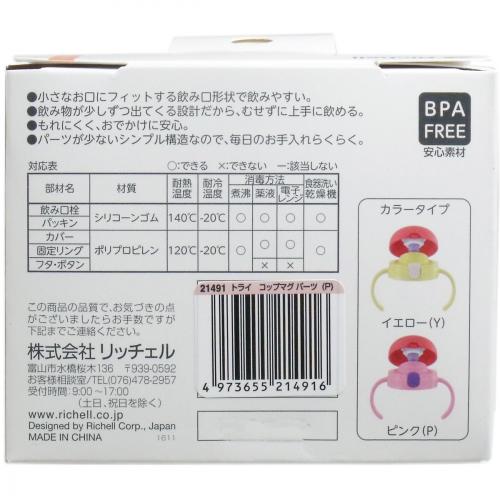 ●小さなお口にフィットする飲み口形状で飲みやすい。
●飲み物が少しずつ出てくる設計だから、むせずに上手に飲める。
●もれにくく、おでかけに安心。
●パーツが少ないシンプル構造なので、毎日のお手入れらくらく。
BPA
FREE
安心素材
対応表 ○:できる ×:できない −:該当しない
部材名 材質 耐熱温度 耐冷温度 消毒方法 食器洗い乾燥機
煮沸 薬液 電子レンジ
飲み口栓 シリコーンゴム 140℃ -20℃ ○ ○ ○ ○
パッキン
カバー ポリプロピレン 120℃ -20℃ ○ ○ ○ ○
固定リング
フタ・ボタン × ×
カラータイプ
イエロー(Y)
ピンク(P)
21491 トライ コップマグ パーツ (P)
4 973655 214916
この商品の品質で、お気づきの点
がございましたらお手数ですが
下記までご連絡ください。
株式会社 リッチェル
富山市水橋桜木136 〒939-0592
お客様相談室/TEL(076)478-2957
受付時間:9:00〜17:00
(土日、祝日を除く)
www.richell.co.jp
Designed by Richell Corp., Japan
MADE IN CHINA 1611